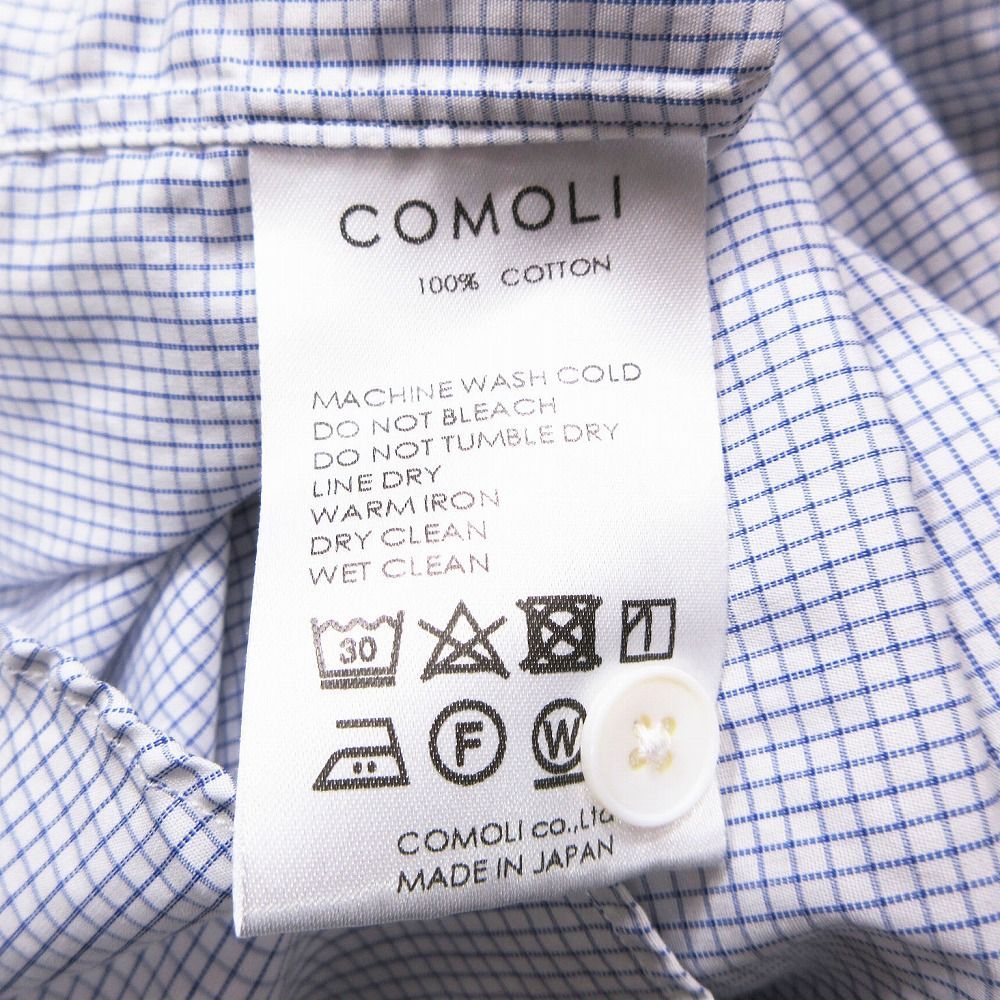 COMOLI
100% COTTON
MACHINE WASH COLD
DO NOT BLEACH
DO NOT TUMBLE DRY
LINE DRY
WARM IRON
DRY CLEAN
WET CLEAN
30
F W
COMOLI co.,Ltd
MADE IN JAPAN